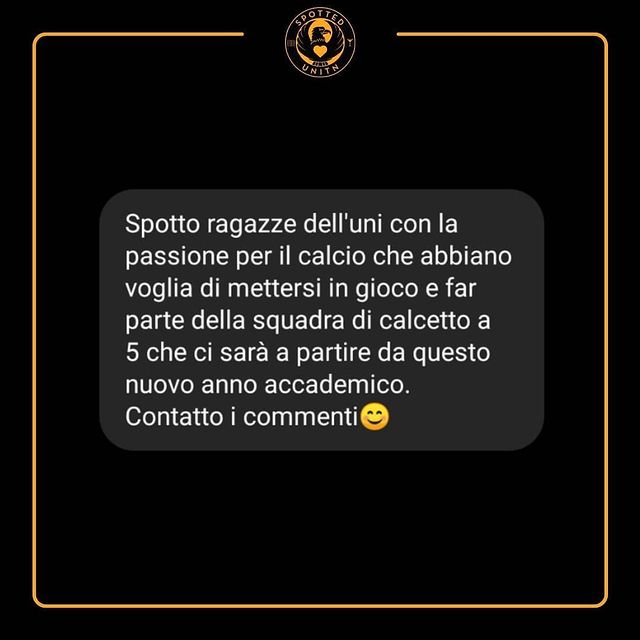 SPOTTED
UNITN
Spotto ragazze dell'uni con la
passione per il calcio che abbiano
voglia di mettersi in gioco e far
parte della squadra di calcetto a
5 che ci sarà a partire da questo
nuovo anno accademico.
Contatto i commenti😊